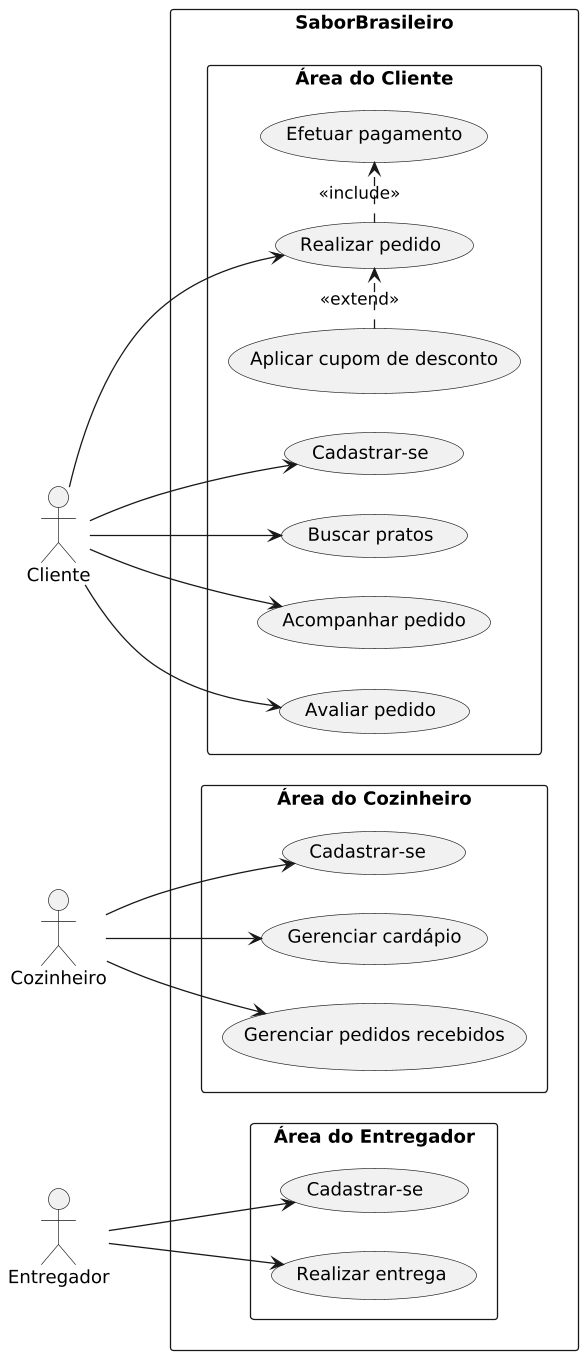 SaborBrasileiro
Área do Cliente
Efetuar pagamento
«include»
Realizar pedido
«extend»
Aplicar cupom de desconto
Cadastrar-se
Buscar pratos
Cliente
Acompanhar pedido
Avaliar pedido
Área do Cozinheiro
Cadastrar-se
Gerenciar cardápio
Cozinheiro
Gerenciar pedidos recebidos
Área do Entregador
Cadastrar-se
Realizar entrega
Entregador